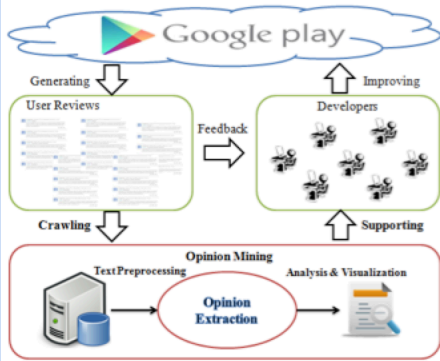 Google play
Generating
Improving
User Reviews
Developers
Feedback
Crawling
Supporting
Opinion Mining
Text Preprocessing
Analysis & Visualization
Opinion
Extraction